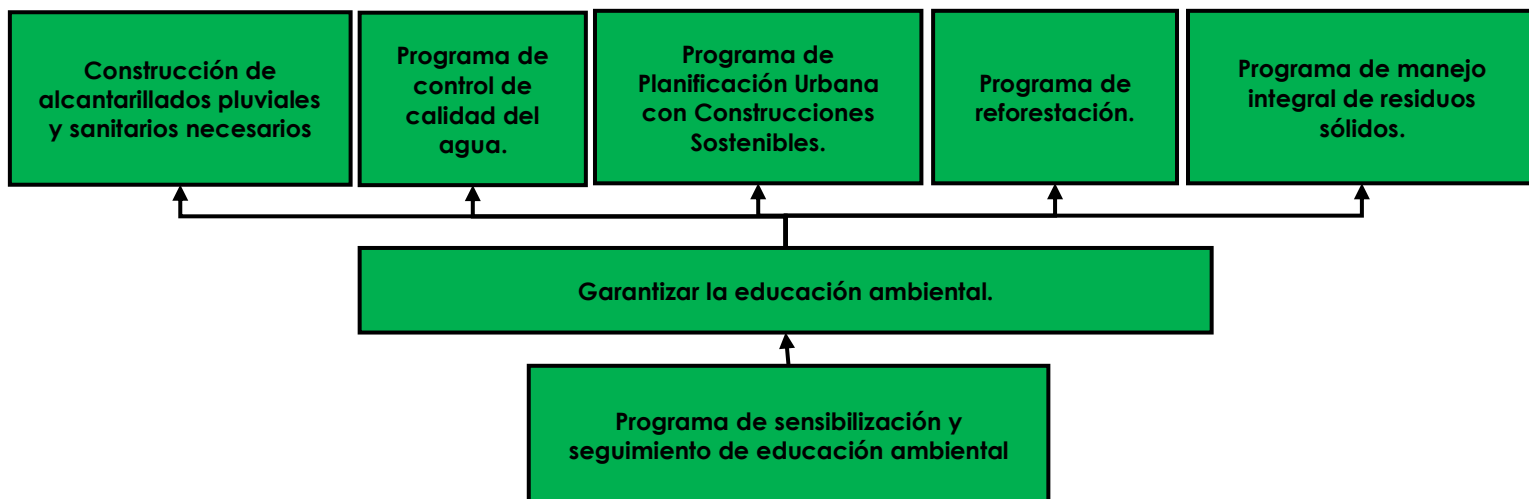 Construcción de
alcantarillados pluviales
y sanitarios necesarios
Programa de
control de
calidad del
agua.
Programa de
Planificación Urbana
con Construcciones
Sostenibles.
Programa de
reforestación.
Programa de manejo
integral de residuos
sólidos.
Garantizar la educación ambiental.
Programa de sensibilización y
seguimiento de educación ambiental